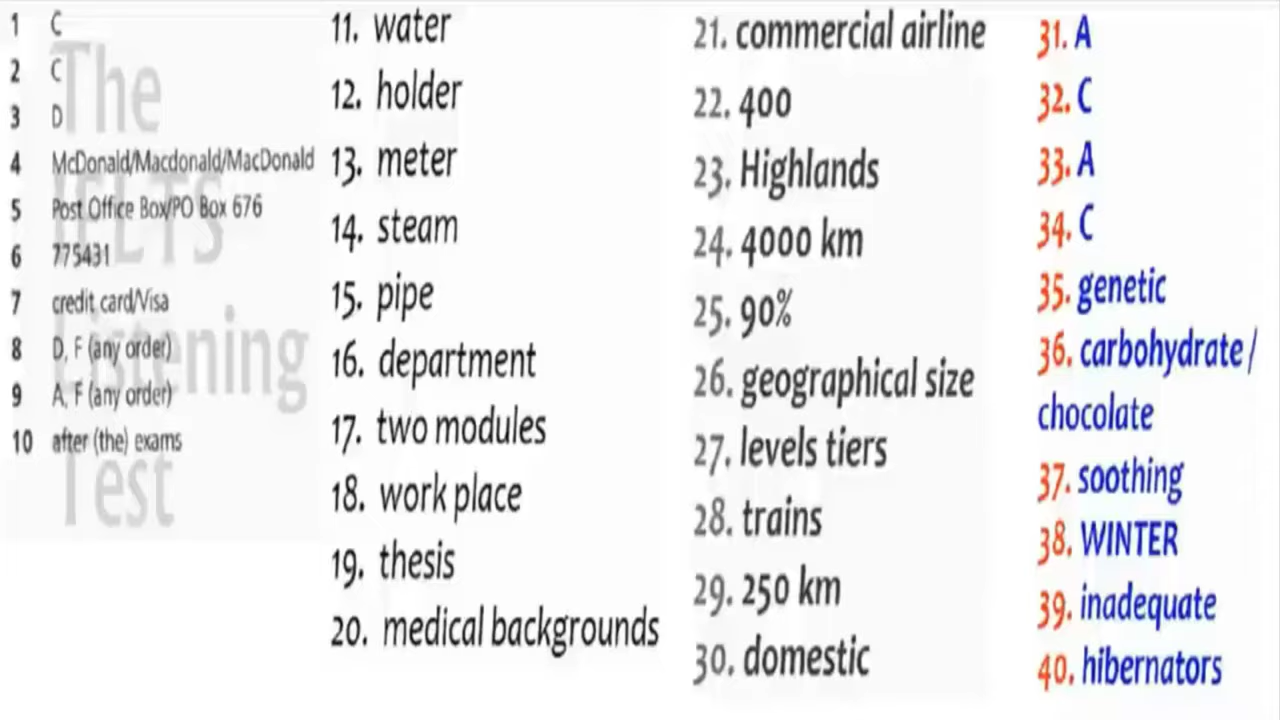 1 C
2 C
3 D
4 McDonald/Macdonald/MacDonald
5 Post Office Box/PO Box 676
6 775431
7 credit card/Visa
8 D, F (any order)
9 A, F (any order)
10 after (the) exams
The
IELTS
Listening
Test
11. water
12. holder
13. meter
14. steam
15. pipe
16. department
17. two modules
18. work place
19. thesis
20. medical backgrounds
21. commercial airline
22. 400
23. Highlands
24. 4000 km
25. 90%
26. geographical size
27. levels tiers
28. trains
29. 250 km
30. domestic
31. A
32. C
33. A
34. C
35. genetic
36. carbohydrate/
chocolate
37. soothing
38. WINTER
39. inadequate
40. hibernators